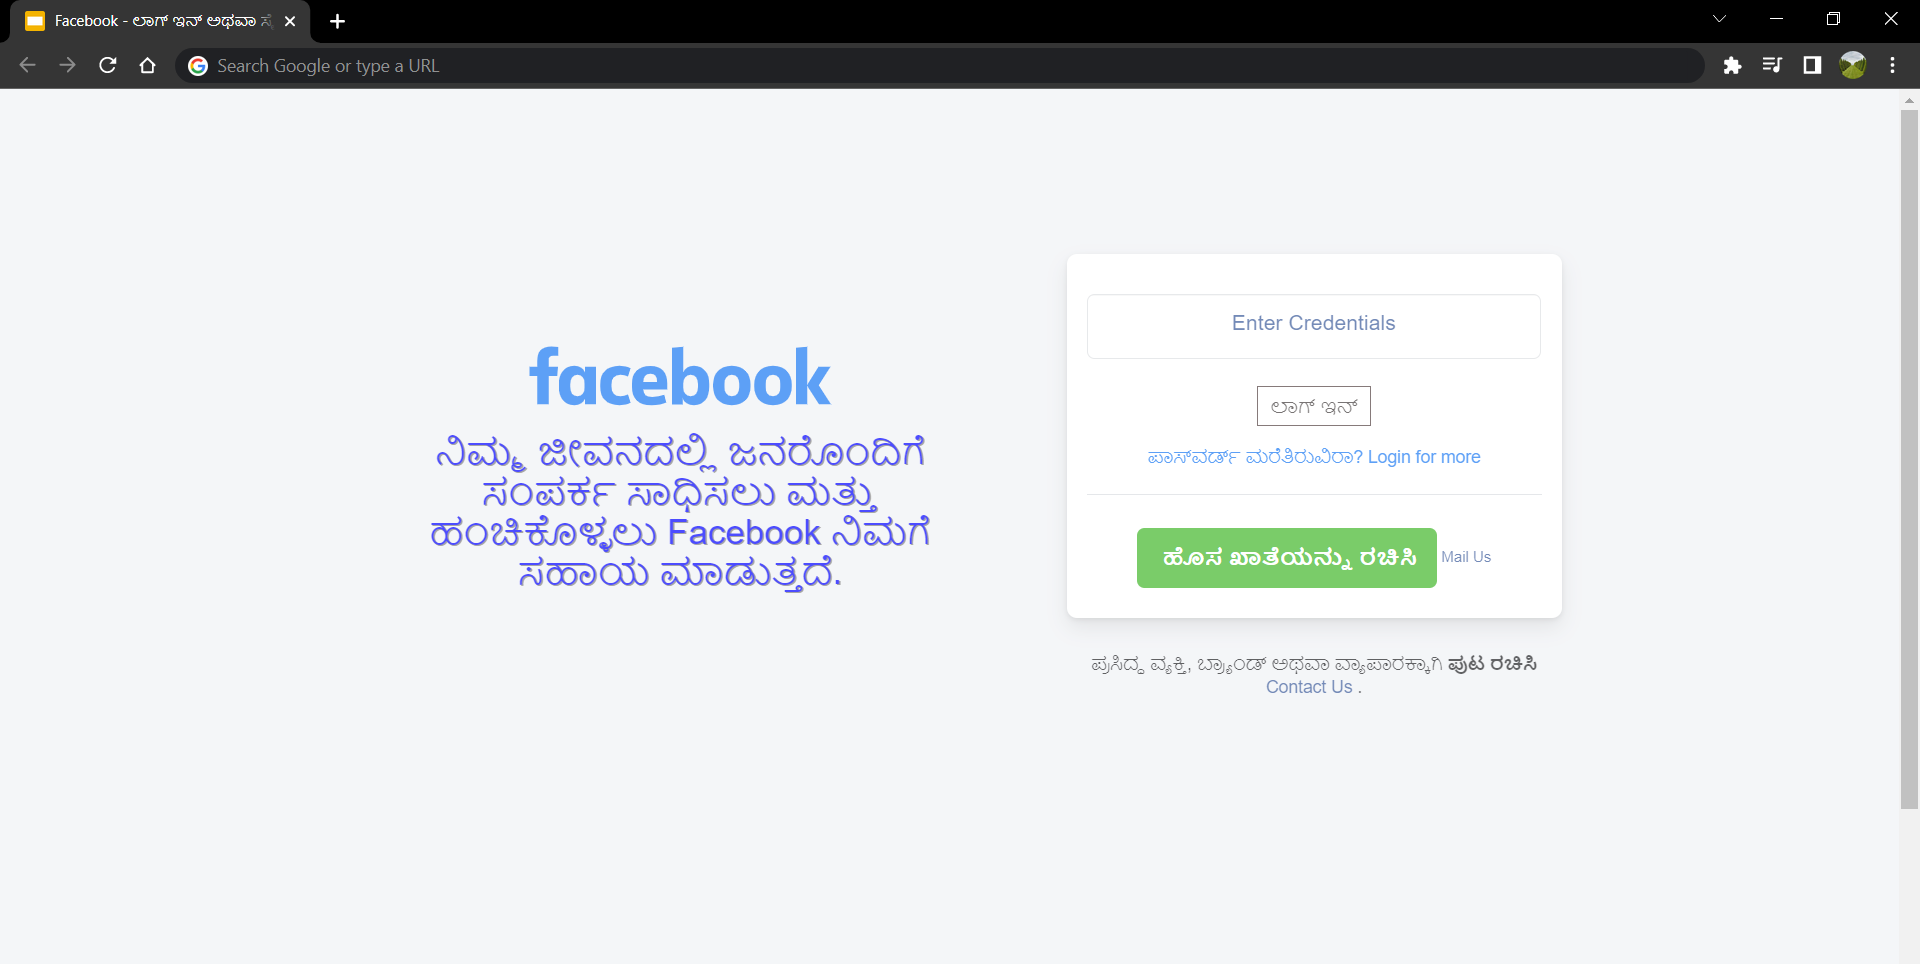 Facebook - ಲಾಗ್ ಇನ್ ಅಥವಾ
Search Google or type a URL
facebook
ನಿಮ್ಮ ಜೀವನದಲ್ಲಿ ಜನರೊಂದಿಗೆ
ಸಂಪರ್ಕ ಸಾಧಿಸಲು ಮತ್ತು
ಹಂಚಿಕೊಳ್ಳಲು Facebook ನಿಮಗೆ
ಸಹಾಯ ಮಾಡುತ್ತದೆ.
Enter Credentials
ಲಾಗ್ ಇನ್
ಪಾಸ್‌ವರ್ಡ್ ಮರೆತಿರುವಿರಾ? Login for more
ಹೊಸ ಖಾತೆಯನ್ನು ರಚಿಸಿ Mail Us
ಪ್ರಸಿದ್ಧ ವ್ಯಕ್ತಿ, ಬ್ರ್ಯಾಂಡ್ ಅಥವಾ ವ್ಯಾಪಾರಕ್ಕಾಗಿ ಪುಟ ರಚಿಸಿ
Contact Us .